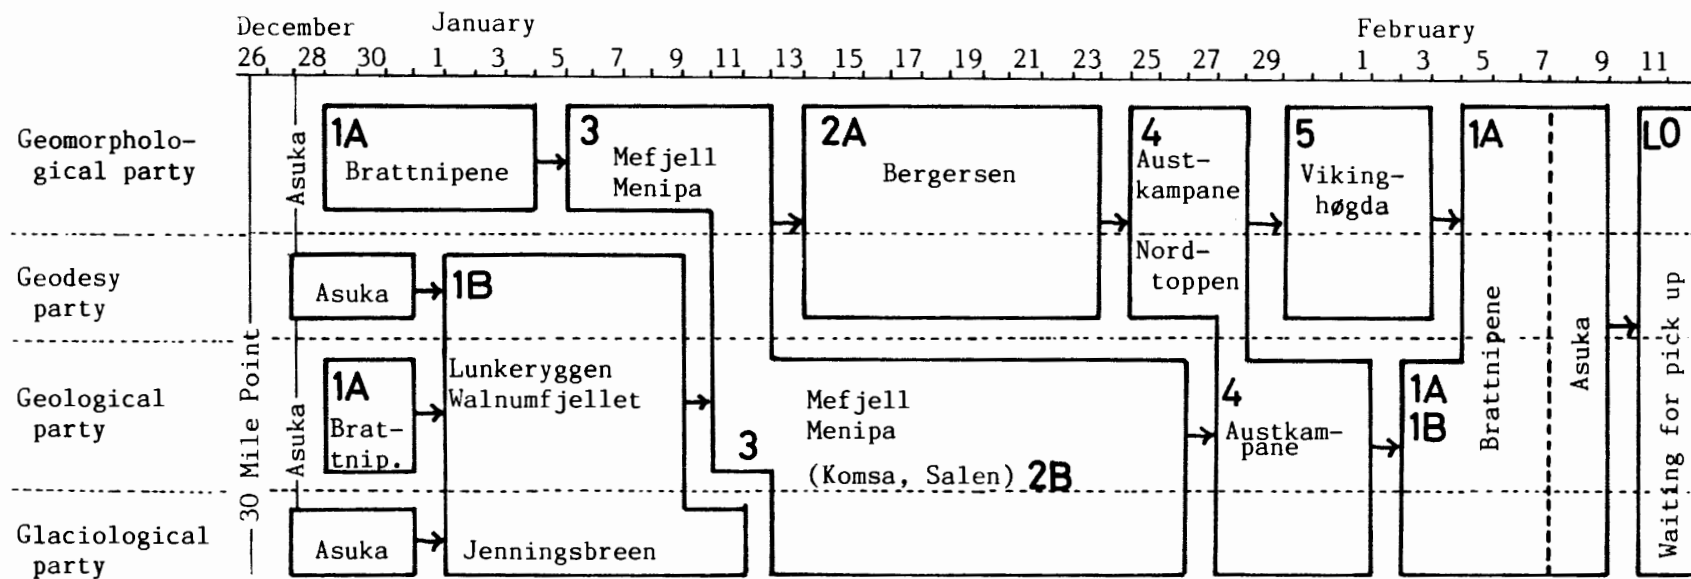 December January February
26 28 30 1 3 5 7 9 11 13 15 17 19 21 23 25 27 29 1 3 5 7 9 11
Geomorpholo-
gical party
Asuka
1A
Brattnipene
3
Mefjell
Menipa
2A
Bergersen
4
Aust-
kampane
Nord-
toppen
5
Viking-
høgda
1A
LO
Geodesy
party
Asuka
1B
Lunkeryggen
Walnumfjellet
Geological
party
30 Mile Point
Asuka
1A
Brat-
tnip.
3
Mefjell
Menipa
(Komsa, Salen) 2B
4
Austkam-
pane
1A
1B
Brattnipene
Asuka
Waiting for pick up
Glaciological
party
Asuka
Jenningsbreen